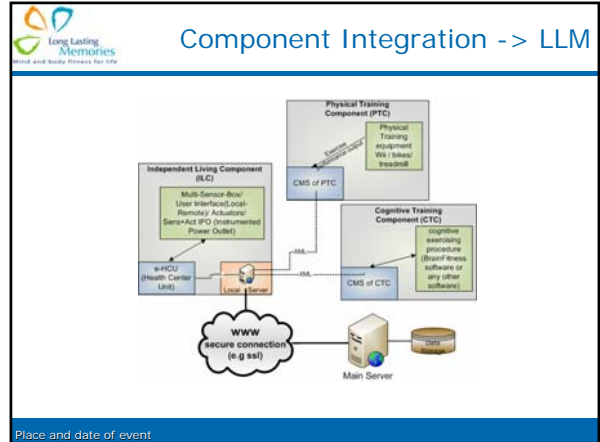 Long Lasting
Memories
Mind and body fitness for life
Component Integration -> LLM
Physical Training
Component (PTC)
Physical
Training
equipment
Wii / bikes/
treadmill
Exercise
performance output
CMS of PTC
Independent Living Component
(ILC)
Multi-Sensor-Box/
User Interface(Local-
Remote)/ Actuators/
Sens+Act IPO (Instrumented
Power Outlet)
e-HCU
(Health Center
Unit)
Local Server
XML
XML
Cognitive Training
Component (CTC)
cognitive
exercising
procedure
(BrainFitness
software or
any other
software)
CMS of CTC
WWW
secure connection
(e.g ssl)
Main Server
Data
Storage
Place and date of event